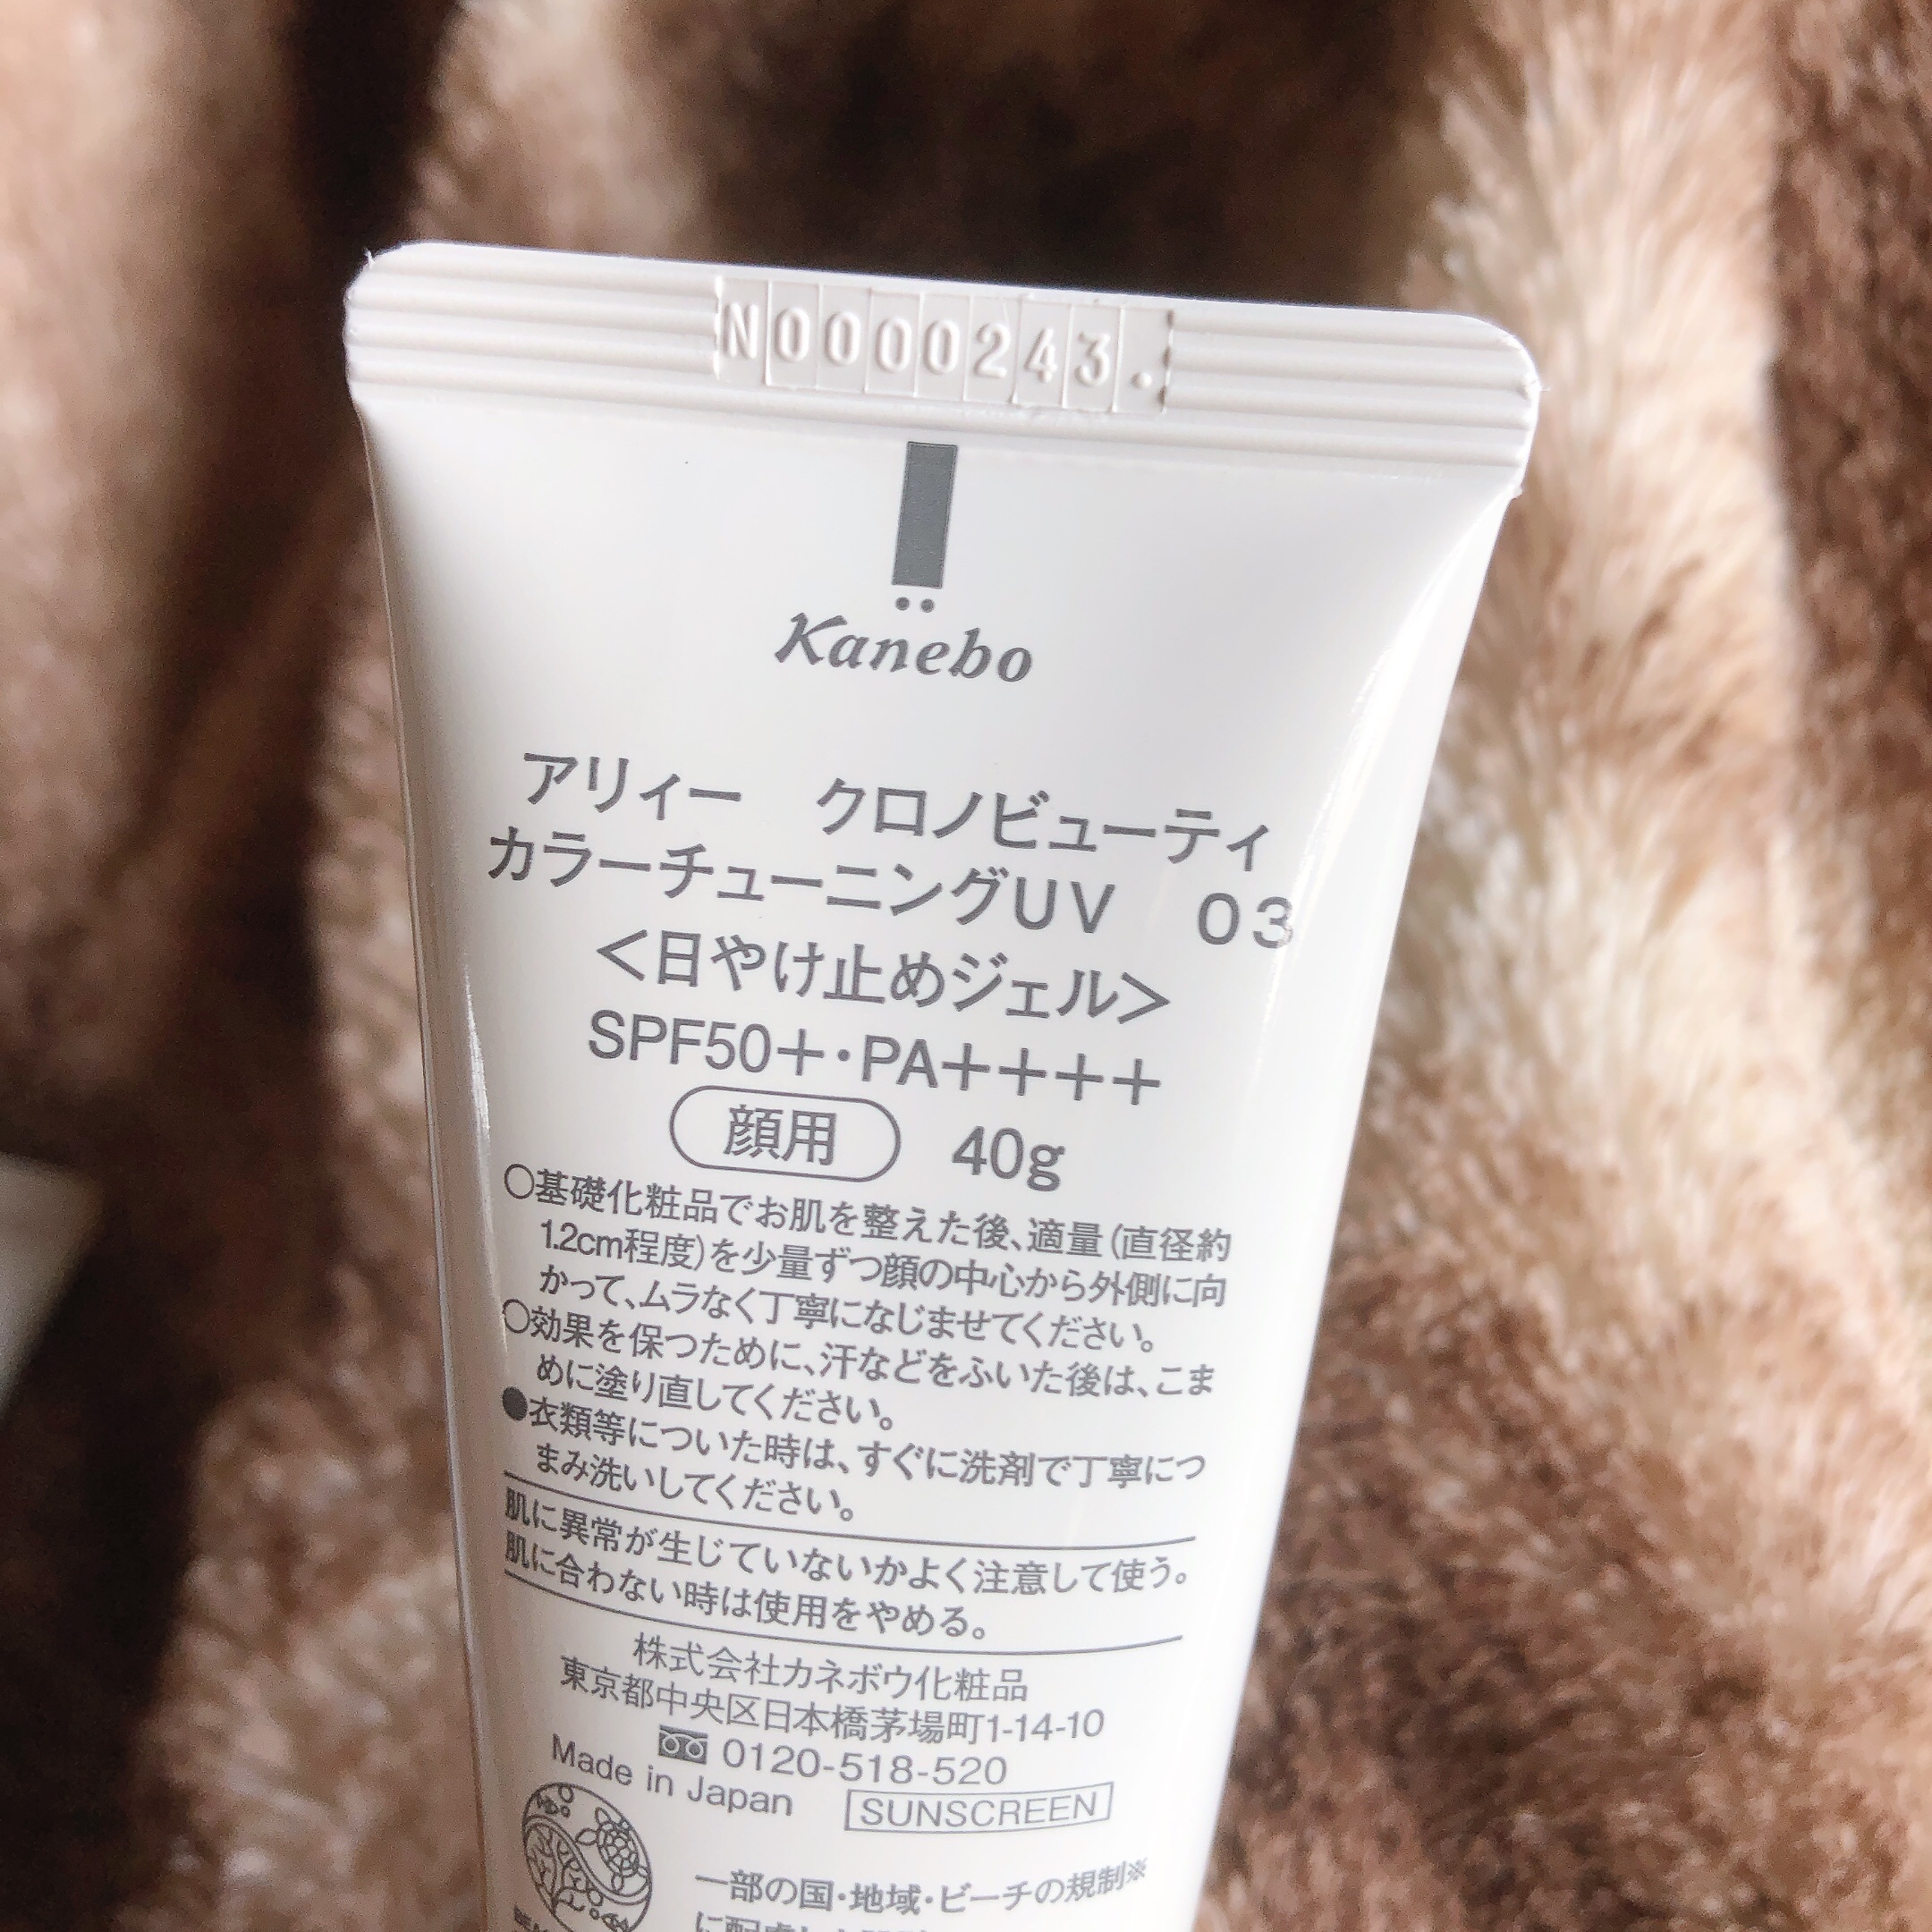 N0000243.
Kanebo
アリィー　クロノビューティ
カラーチューニングUV　03
<日やけ止めジェル>
SPF50+・PA++++
顔用　40g
○基礎化粧品でお肌を整えた後、適量(直径約
1.2cm程度)を少量ずつ顔の中心から外側に向
かって、ムラなく丁寧になじませてください。
○効果を保つために、汗などをふいた後は、こま
めに塗り直してください。
●衣類等についた時は、すぐに洗剤で丁寧につ
まみ洗いしてください。
肌に異常が生じていないかよく注意して使う。
肌に合わない時は使用をやめる。
株式会社カネボウ化粧品
東京都中央区日本橋茅場町1-14-10
0120-518-520
Made in Japan　SUNSCREEN
一部の国・地域・ビーチの規制※